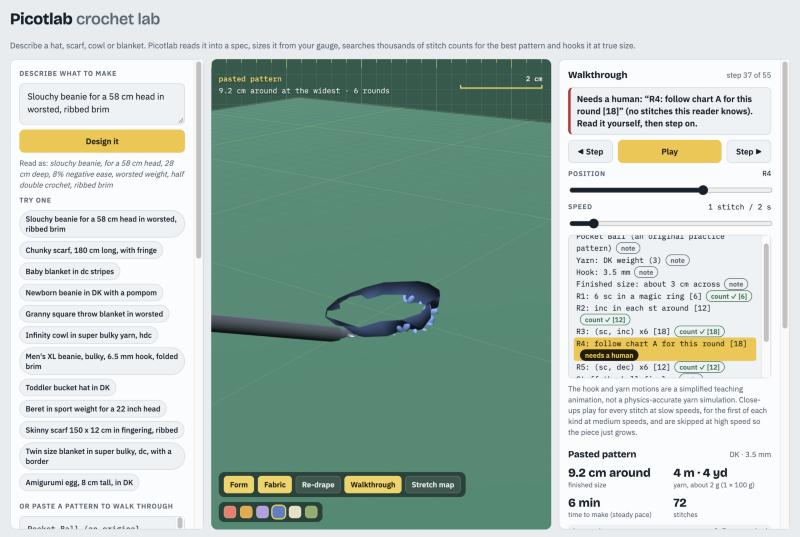 Picotlab crochet lab
Describe a hat, scarf, cowl or blanket. Picotlab reads it into a spec, sizes it from your gauge, searches thousands of stitch counts for the best pattern and hooks it at true size.
DESCRIBE WHAT TO MAKE
Slouchy beanie for a 58 cm head in
worsted, ribbed brim
Design it
Read as: slouchy beanie, for a 58 cm head, 28
cm deep, 8% negative ease, worsted weight, half
double crochet, ribbed brim
TRY ONE
Slouchy beanie for a 58 cm head in worsted,
ribbed brim
Chunky scarf, 180 cm long, with fringe
Baby blanket in dc stripes
Newborn beanie in DK with a pompom
Granny square throw blanket in worsted
Infinity cowl in super bulky yarn, hdc
Men's XL beanie, bulky, 6.5 mm hook, folded
brim
Toddler bucket hat in DK
Beret in sport weight for a 22 inch head
Skinny scarf 150 x 12 cm in fingering, ribbed
Twin size blanket in super bulky, dc, with a
border
Amigurumi egg, 8 cm tall, in DK
OR PASTE A PATTERN TO WALK THROUGH
Pocket Ball (an original
pasted pattern
9.2 cm around at the widest · 6 rounds
2 cm
Form
Fabric
Re-drape
Walkthrough
Stretch map
Walkthrough
step 37 of 55
Needs a human: “R4: follow chart A for this
round [18]” (no stitches this reader knows).
Read it yourself, then step on.
◀ Step
Play
Step ▶
POSITION
R4
SPEED
1 stitch / 2 s
Pocket Ball (an original practice
pattern) note
Yarn: DK weight (3) note
Hook: 3.5 mm note
Finished size: about 3 cm across note
R1: 6 sc in a magic ring [6] count ✓ [6]
R2: inc in each st around [12]
count ✓ [12]
R3: (sc, inc) x6 [18] count ✓ [18]
R4: follow chart A for this round [18]
needs a human
R5: (sc, dec) x6 [12] count ✓ [12]
The hook and yarn motions are a simplified teaching
animation, not a physics-accurate yarn simulation. Close-
ups play for every stitch at slow speeds, for the first of each
kind at medium speeds, and are skipped at high speed so
the piece just grows.
Pasted pattern
DK · 3.5 mm
9.2 cm around
finished size
4 m · 4 yd
yarn, about 2 g (1 × 100 g)
6 min
time to make (steady pace)
72
stitches